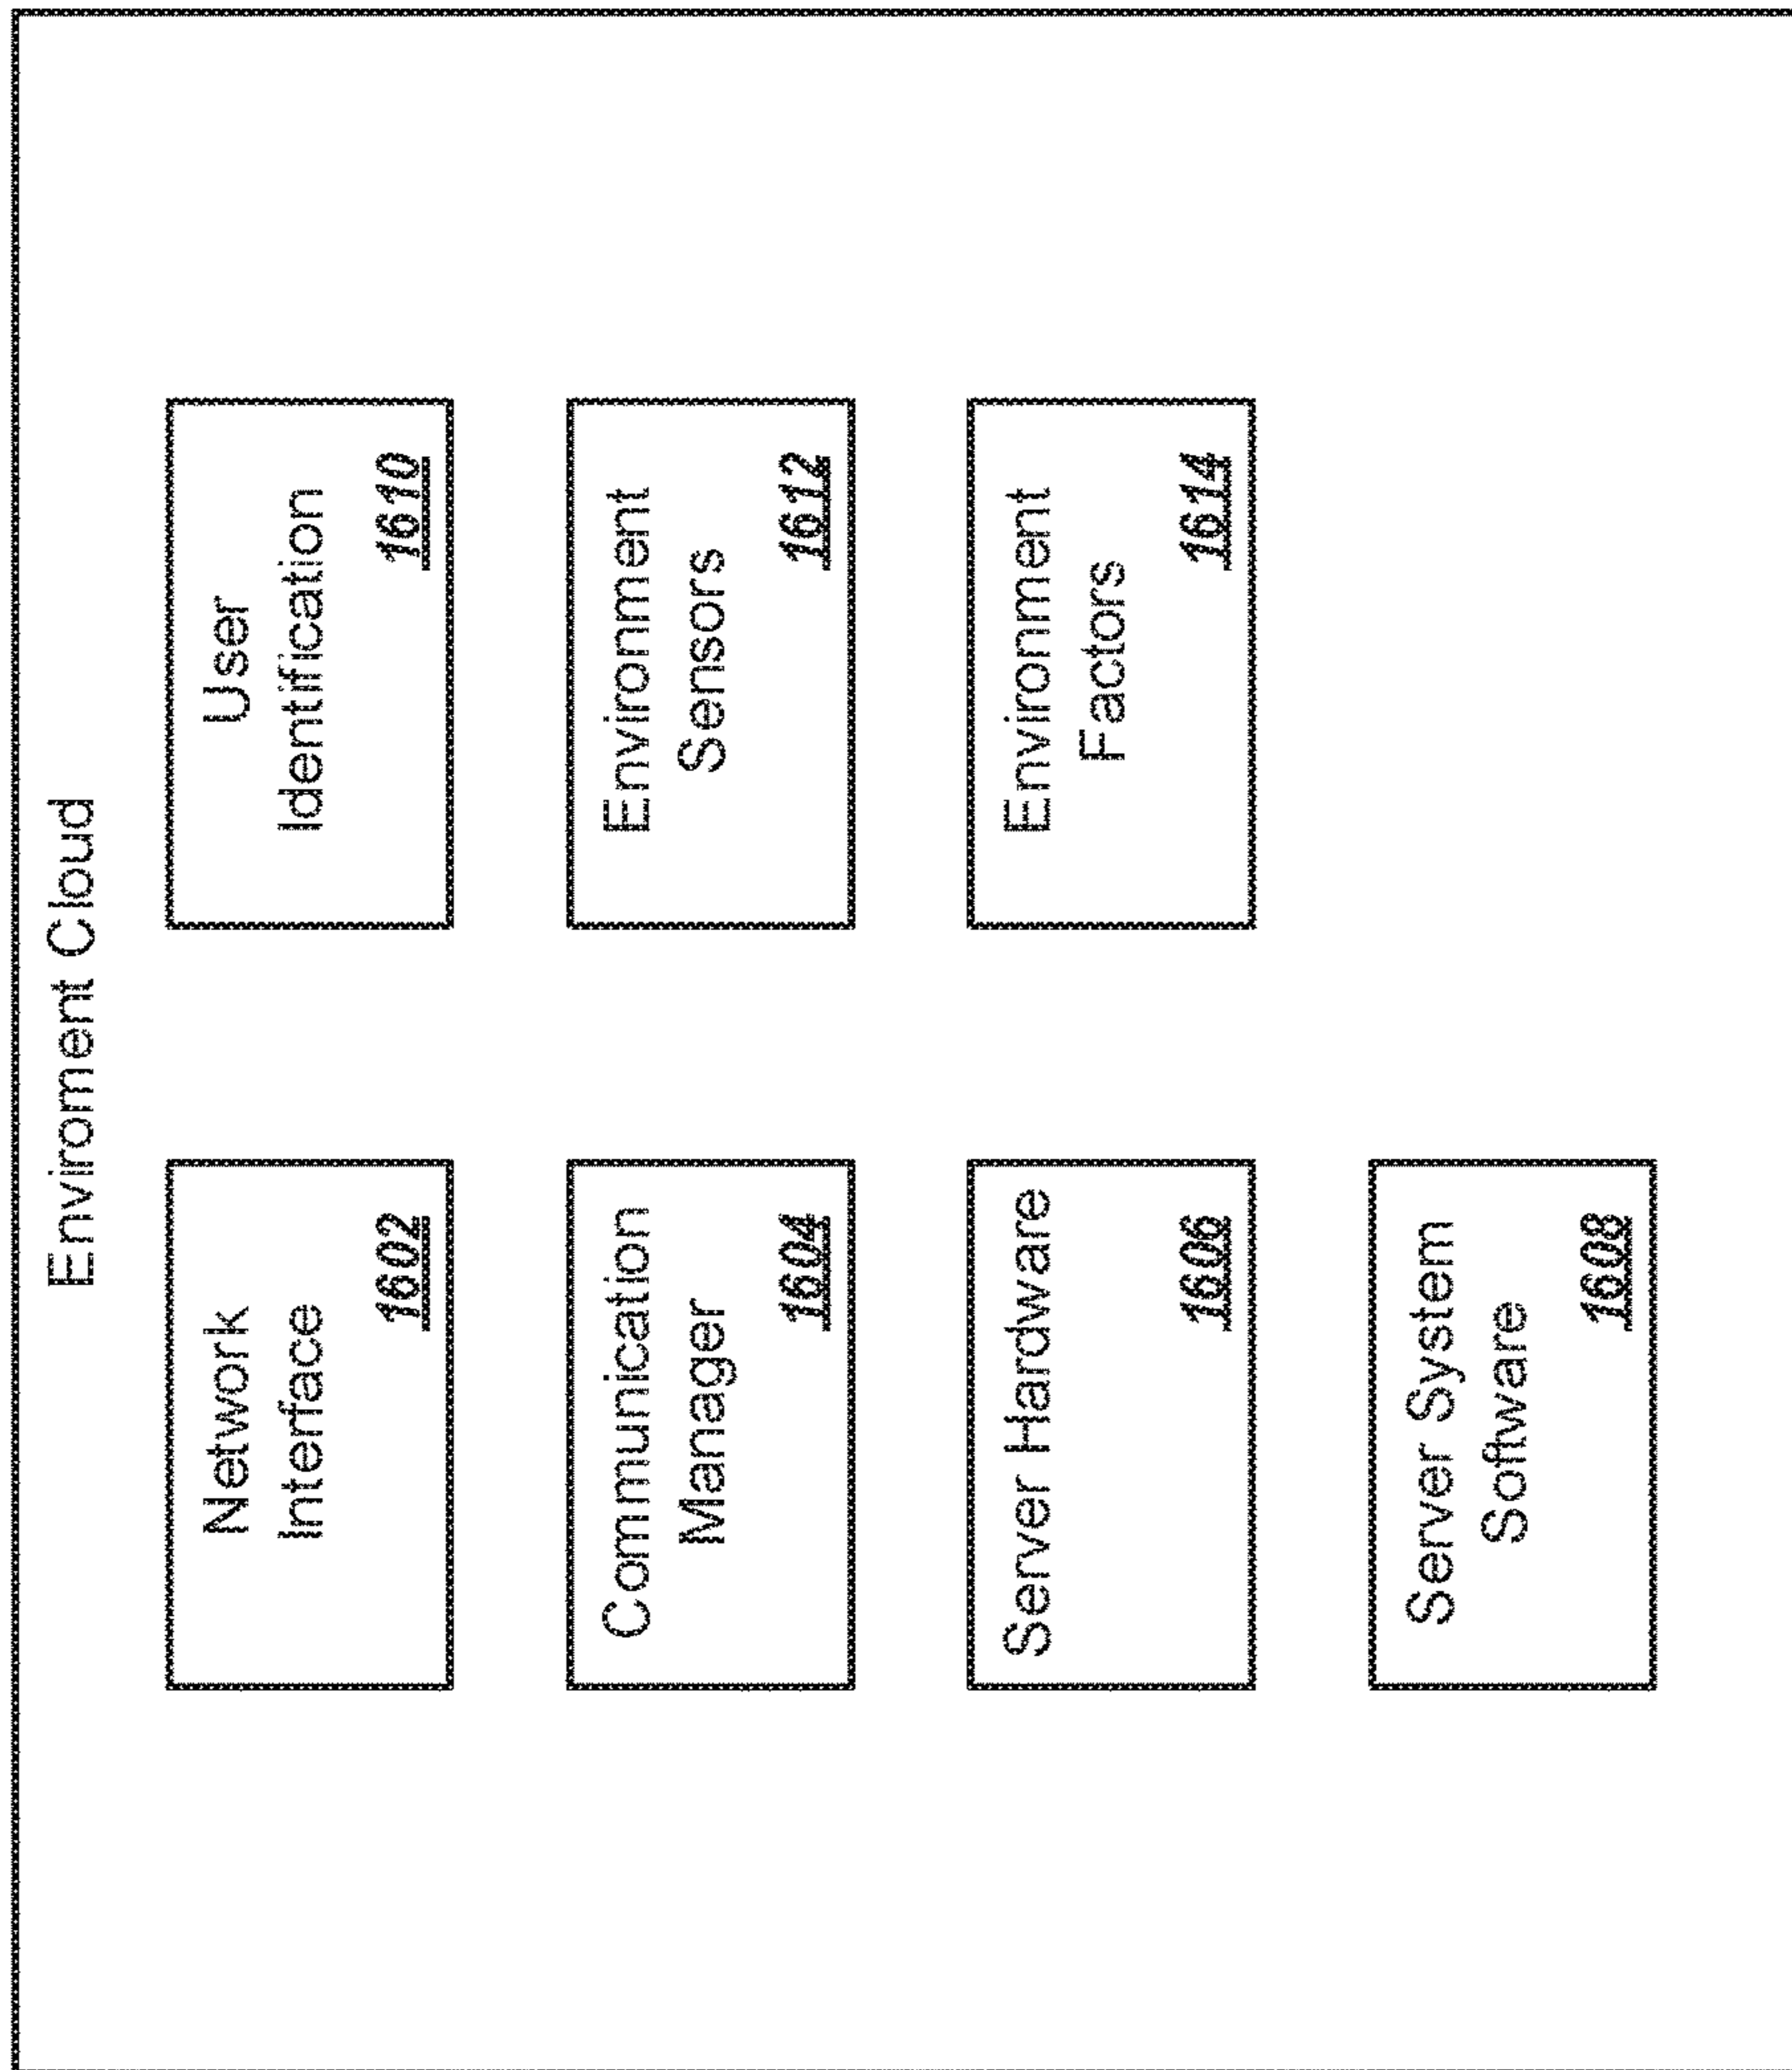 Enviroment Cloud
Network
Interface
1602
Communication
Manager
1604
Server Hardware
1606
Server System
Software
1608
User
Identification
1610
Environment
Sensors
1612
Environment
Factors
1614